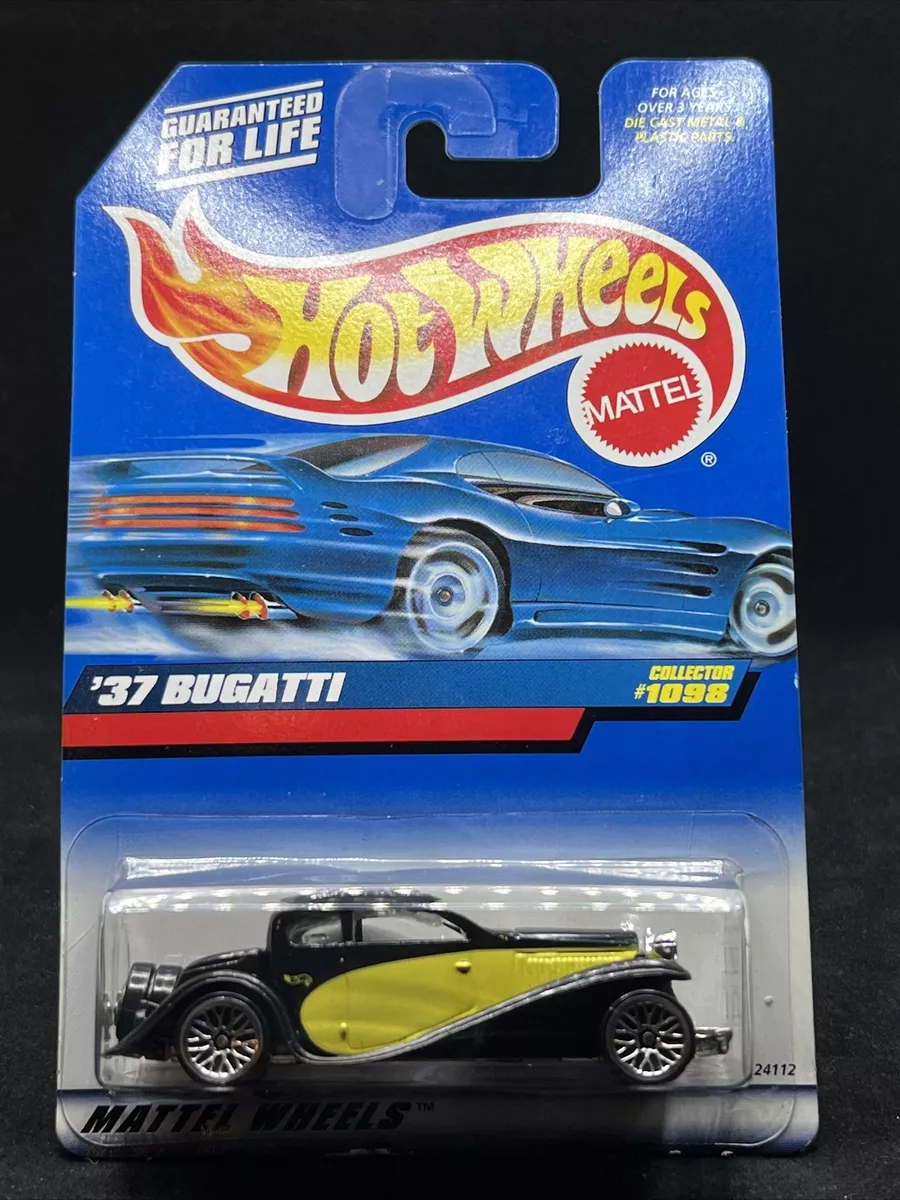 GUARANTEED
FOR LIFE
FOR AGES
OVER 3 YEARS
DIE CAST METAL &
PLASTIC PARTS.
HOT WHEELS
MATTEL
®
'37 BUGATTI
COLLECTOR
#1098
24112
MATTEL WHEELS™